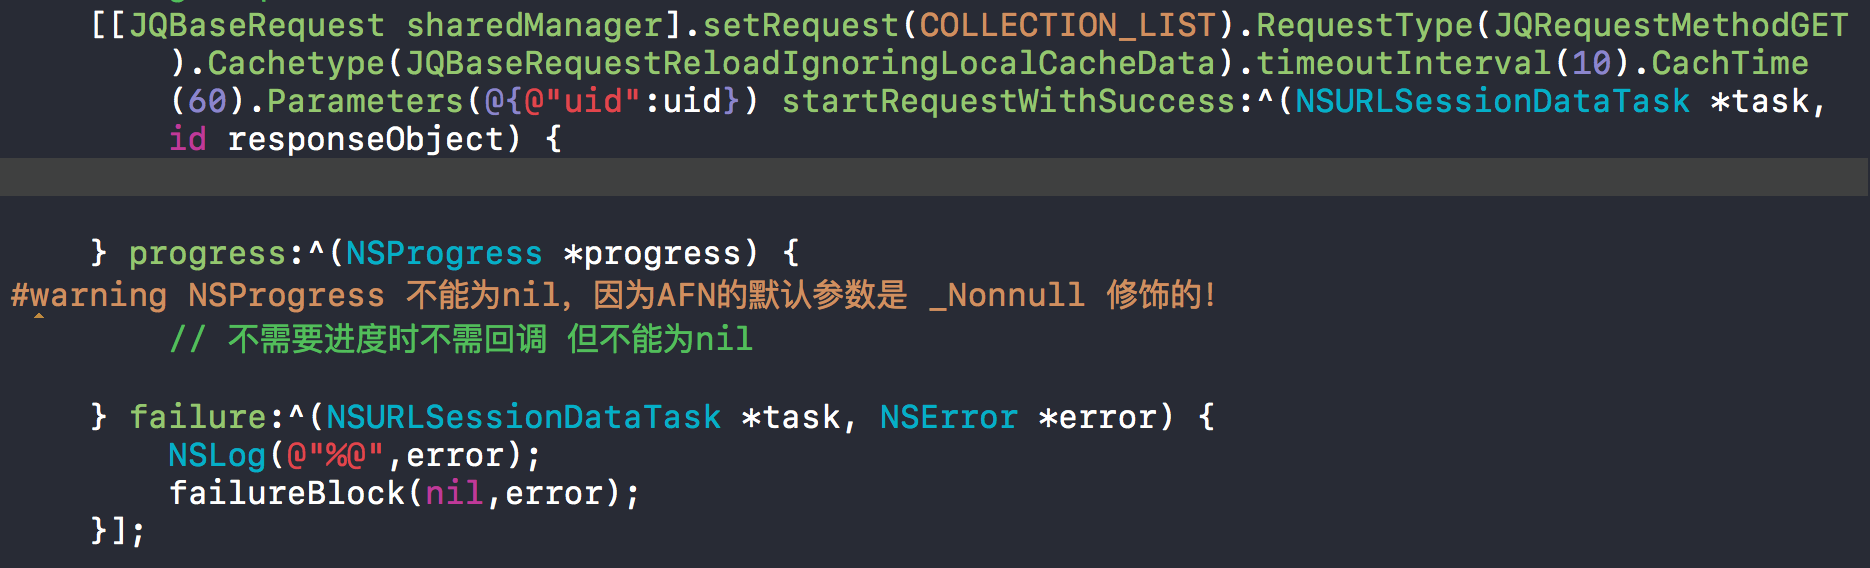 [[JQBaseRequest sharedManager].setRequest(COLLECTION_LIST).RequestType(JQRequestMethodGET
).Cachetype(JQBaseRequestReloadIgnoringLocalCacheData).timeoutInterval(10).CachTime
(60).Parameters(@{@"uid":uid}) startRequestWithSuccess:^(NSURLSessionDataTask *task,
id responseObject) {
} progress:^(NSProgress *progress) {
#warning NSProgress 不能为nil，因为AFN的默认参数是 _Nonnull 修饰的！
// 不需要进度时不需回调 但不能为nil
} failure:^(NSURLSessionDataTask *task, NSError *error) {
NSLog(@"%@",error);
failureBlock(nil,error);
}];